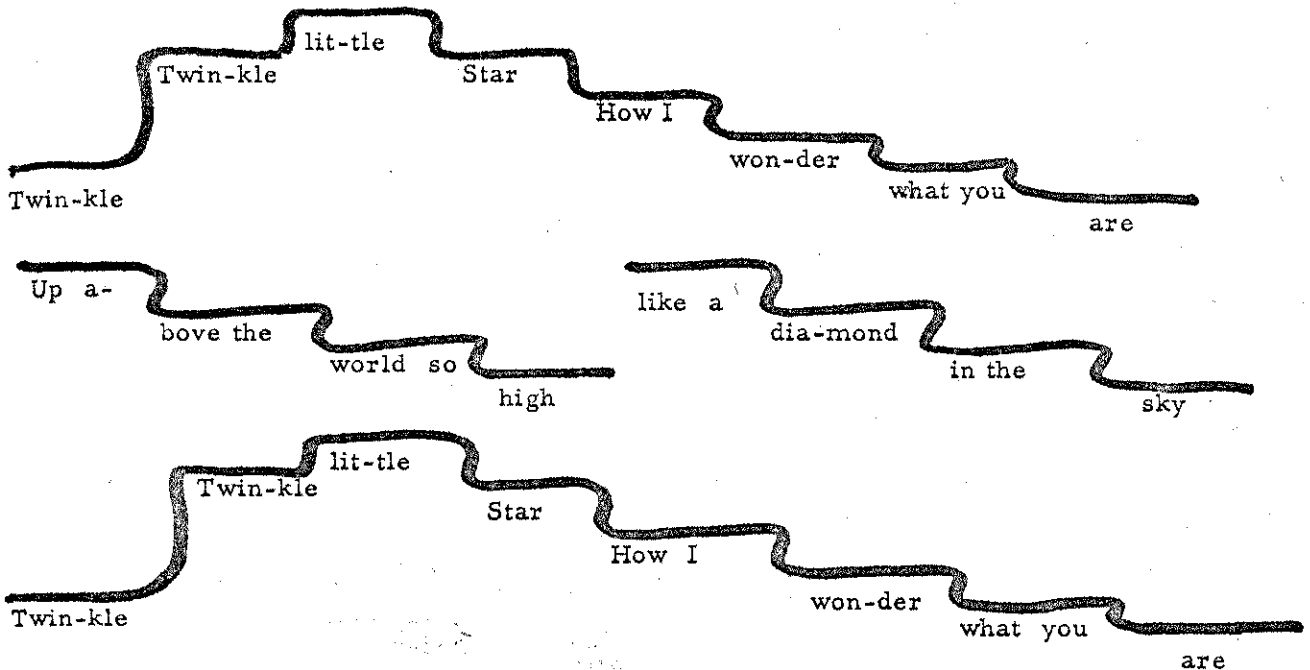 Twin-kle Twin-kle lit-tle Star How I won-der what you are
Up a- bove the world so high like a dia-mond in the sky
Twin-kle Twin-kle lit-tle Star How I won-der what you are